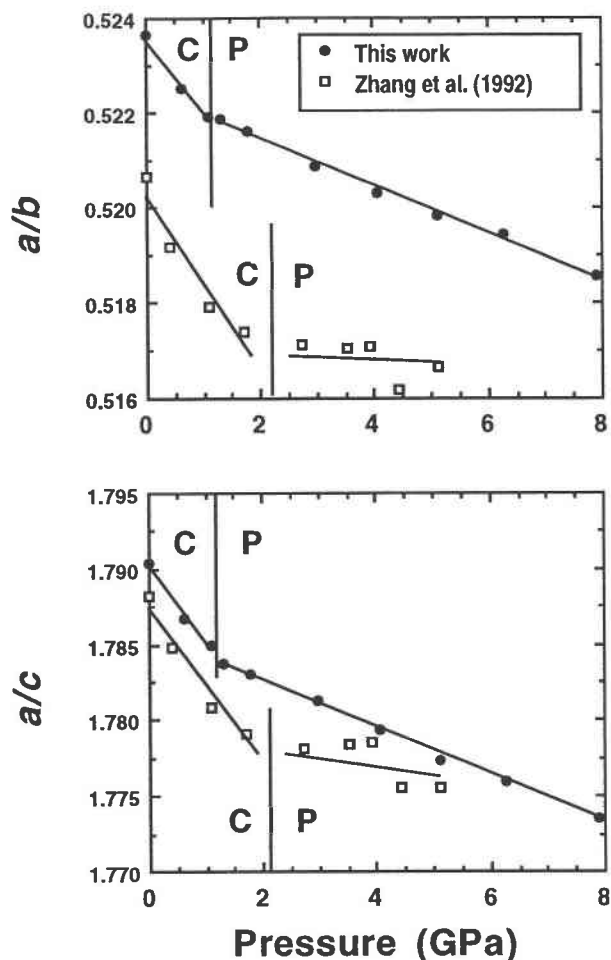 0.524
C P
This work
Zhang et al. (1992)
0.522
a/b
0.520
C P
0.518
0.516
0 2 4 6 8
1.795
C P
1.790
1.785
a/c
1.780
1.775
C P
1.770
0 2 4 6 8
Pressure (GPa)